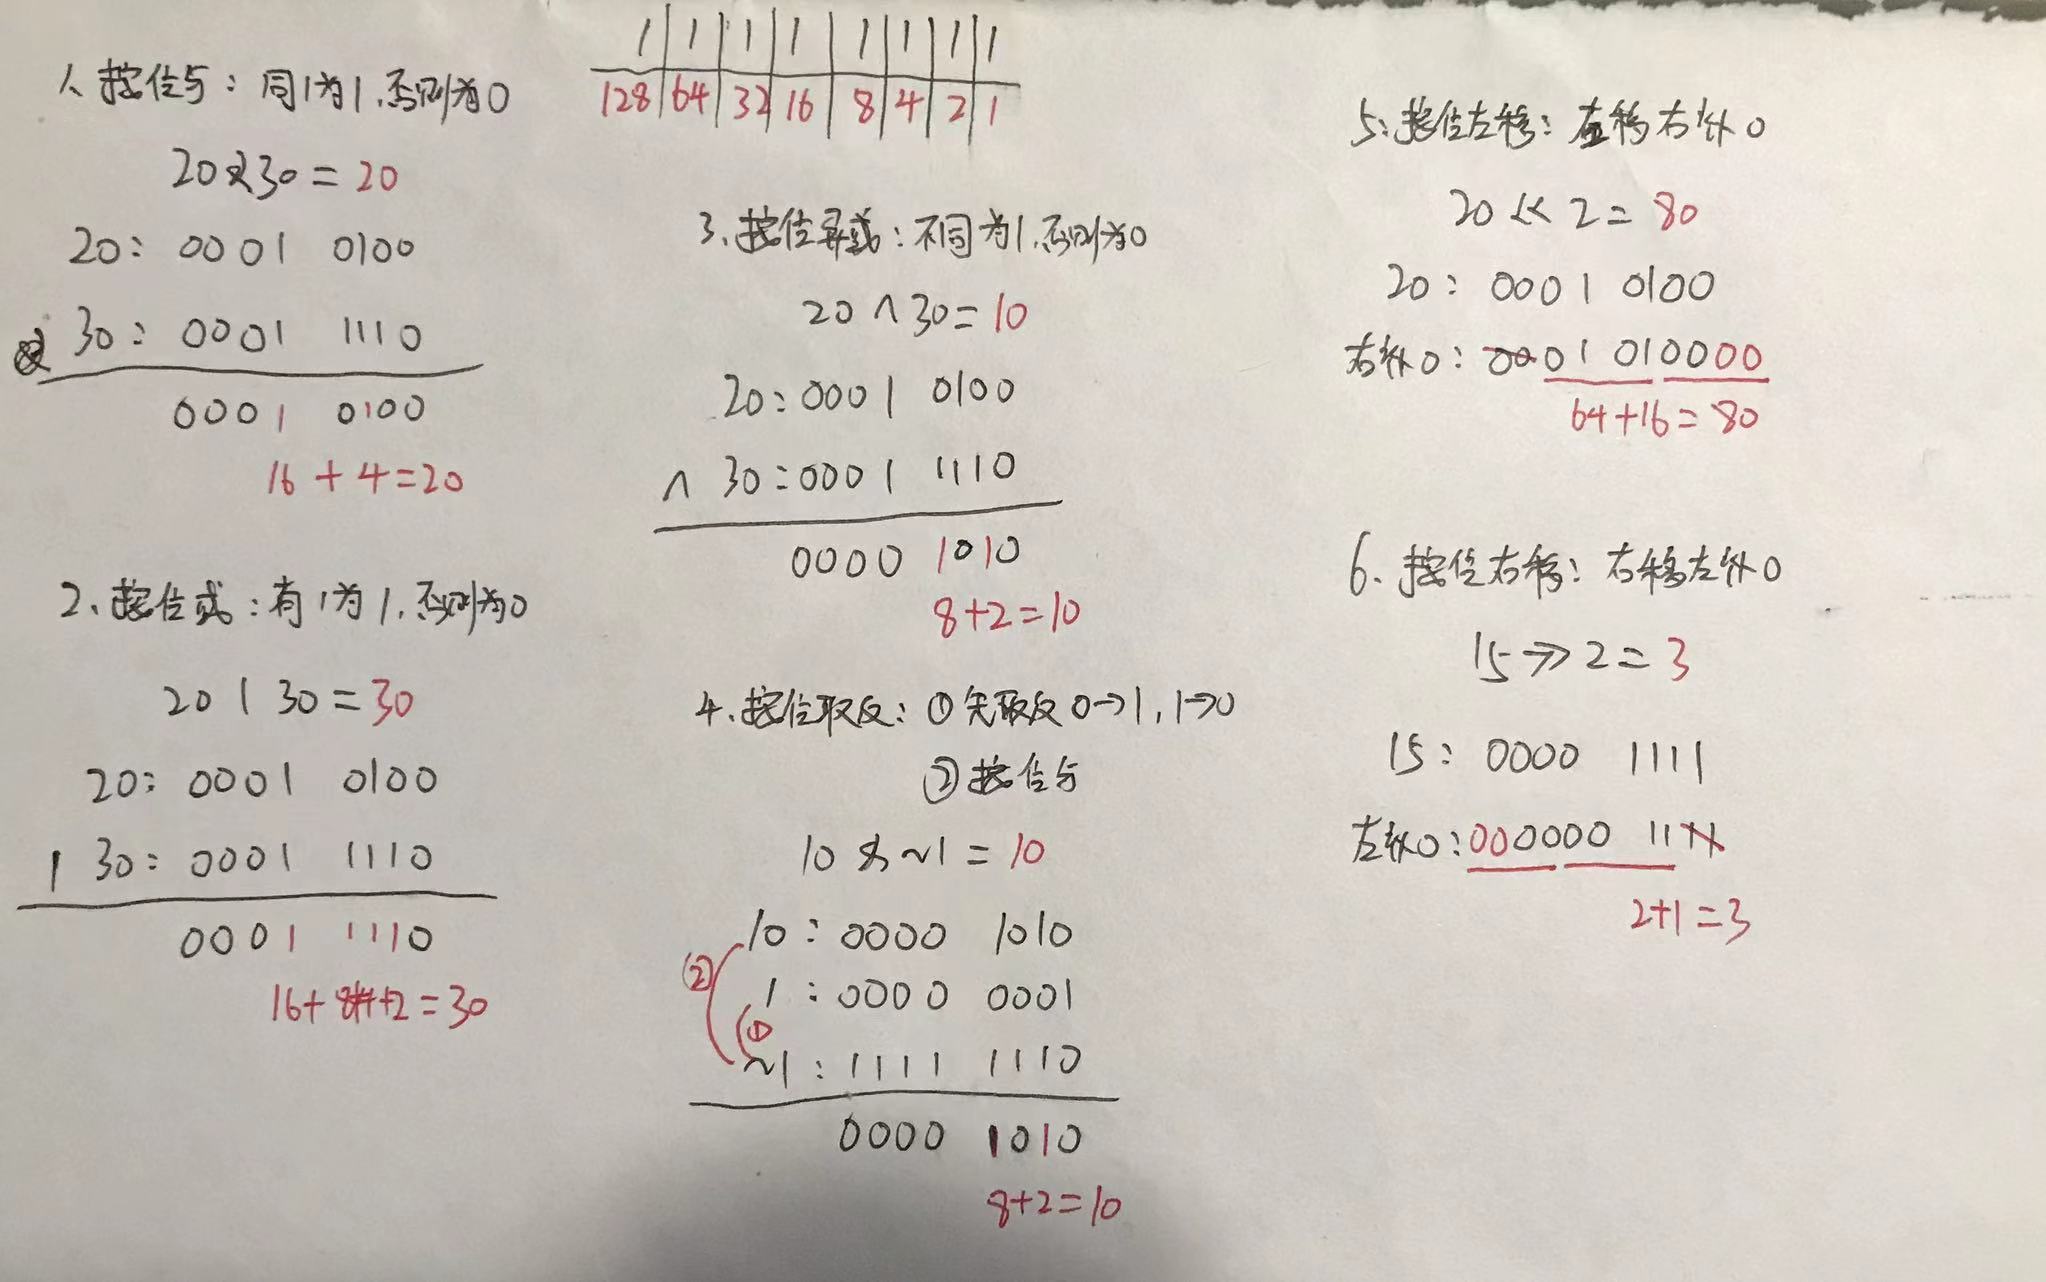 1 1 1 1 1 1 1 1
128 64 32 16 8 4 2 1
1、按位与：同1为1,否则为0
20&30=20
20: 0001 0100
& 30: 0001 1110
0001 0100
16+4=20
2、按位或：有1为1,否则为0
20|30=30
20: 0001 0100
| 30: 0001 1110
0001 1110
16+8+4+2=30
3、按位异或：不同为1,否则为0
20^30=10
20:0001 0100
^ 30:0001 1110
0000 1010
8+2=10
4、按位取反：①先取反0→1,1→0
②按位与
10&~1=10
10:0000 1010
1:0000 0001
② ①
~1:1111 1110
0000 1010
8+2=10
5、按位左移：左移右补0
20<<2=80
20: 0001 0100
右补0: 0001 010000
64+16=80
6、按位右移：右移左补0
15>>2=3
15: 0000 1111
左补0:000000 1111
2+1=3